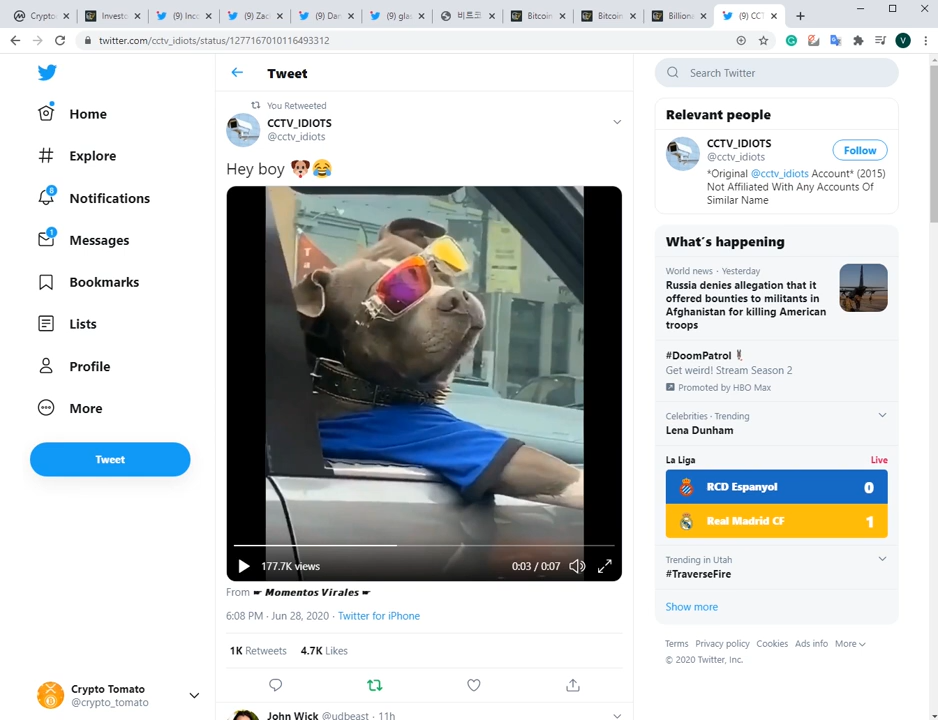 Crypto
Investo
(9) Inco
(9) Zac
(9) Dan
(9) glas
비트코
Bitcoin
Bitcoin
Billiona
(9) CCT
twitter.com/cctv_idiots/status/1277167010116493312
V
Home
Explore
8
Notifications
1
Messages
Bookmarks
Lists
Profile
More
Tweet
Crypto Tomato
@crypto_tomato
Tweet
You Retweeted
CCTV_IDIOTS
@cctv_idiots
Hey boy 🐶😂
177.7K views
0:03 / 0:07
From ☛ Momentos Virales ☛
6:08 PM · Jun 28, 2020 · Twitter for iPhone
1K Retweets 4.7K Likes
John Wick @udbeast · 11h
Search Twitter
Relevant people
CCTV_IDIOTS
@cctv_idiots
Follow
*Original @cctv_idiots Account* (2015)
Not Affiliated With Any Accounts Of
Similar Name
What's happening
World news · Yesterday
Russia denies allegation that it
offered bounties to militants in
Afghanistan for killing American
troops
#DoomPatrol
Get weird! Stream Season 2
Promoted by HBO Max
Celebrities · Trending
Lena Dunham
La Liga Live
RCD Espanyol 0
Real Madrid CF 1
Trending in Utah
#TraverseFire
Show more
Terms Privacy policy Cookies Ads info More
© 2020 Twitter, Inc.